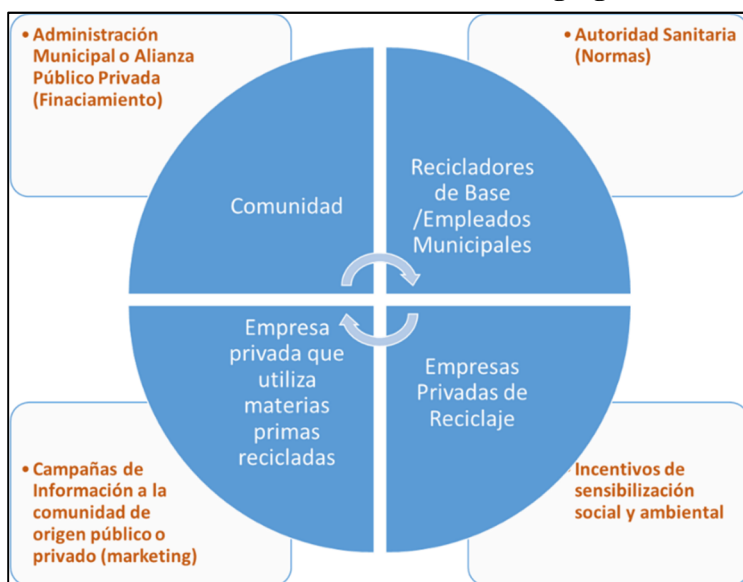 • Administración
Municipal o Alianza
Público Privada
(Finaciamiento)
• Autoridad Sanitaria
(Normas)
Comunidad
Recicladores
de Base
/Empleados
Municipales
Empresa
privada que
utiliza
materias
primas
recicladas
Empresas
Privadas de
Reciclaje
• Campañas de
Información a la
comunidad de
origen público o
privado (marketing)
Incentivos de
sensibilización
social y ambiental